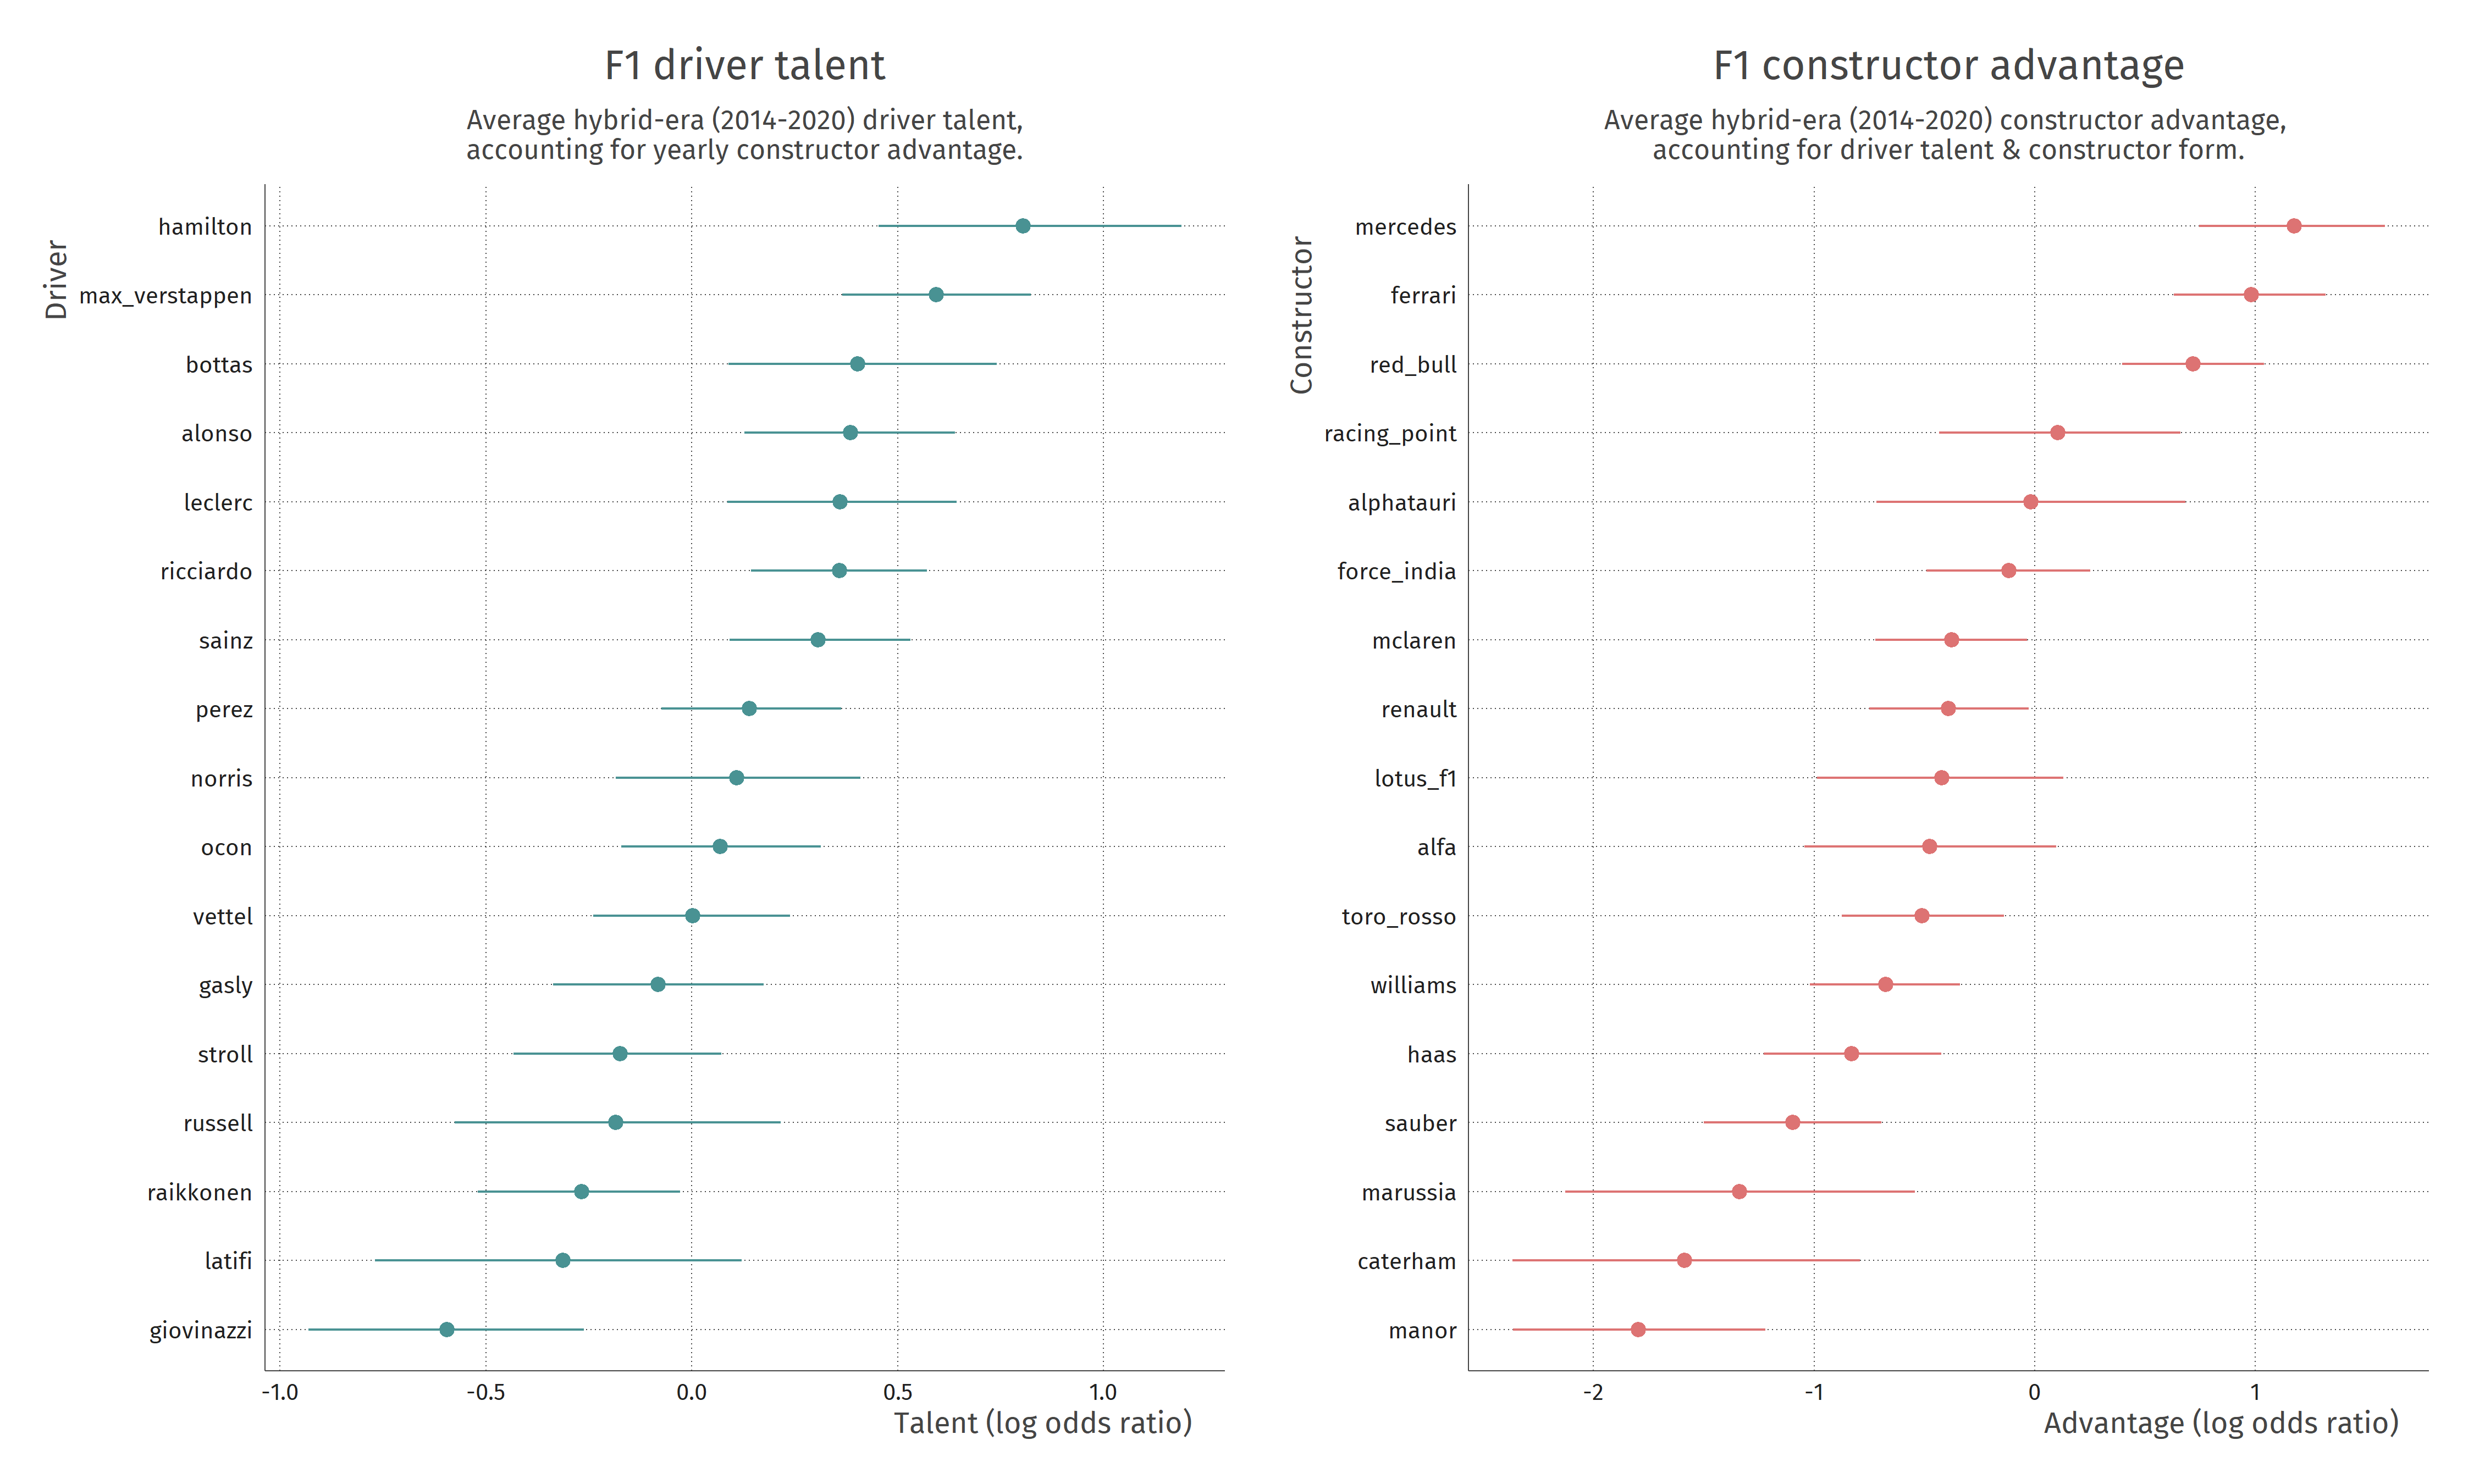 F1 driver talent
Average hybrid-era (2014-2020) driver talent,
accounting for yearly constructor advantage.
Driver
hamilton
max_verstappen
bottas
alonso
leclerc
ricciardo
sainz
perez
norris
ocon
vettel
gasly
stroll
russell
raikkonen
latifi
giovinazzi
-1.0 -0.5 0.0 0.5 1.0
Talent (log odds ratio)
F1 constructor advantage
Average hybrid-era (2014-2020) constructor advantage,
accounting for driver talent & constructor form.
Constructor
mercedes
ferrari
red_bull
racing_point
alphatauri
force_india
mclaren
renault
lotus_f1
alfa
toro_rosso
williams
haas
sauber
marussia
caterham
manor
-2 -1 0 1
Advantage (log odds ratio)